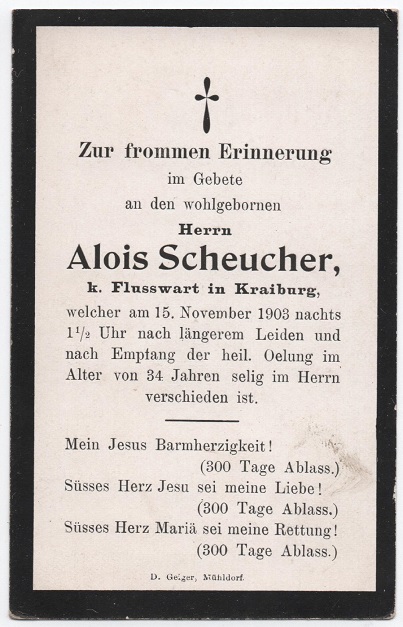 Zur frommen Erinnerung
im Gebete
an den wohlgebornen
Herrn
Alois Scheucher,
k. Flusswart in Kraiburg,
welcher am 15. November 1903 nachts
1 1/2 Uhr nach längerem Leiden und
nach Empfang der heil. Oelung im
Alter von 34 Jahren selig im Herrn
verschieden ist.
Mein Jesus Barmherzigkeit!
(300 Tage Ablass.)
Süsses Herz Jesu sei meine Liebe!
(300 Tage Ablass.)
Süsses Herz Mariä sei meine Rettung!
(300 Tage Ablass.)
D. Geiger, Mühldorf.